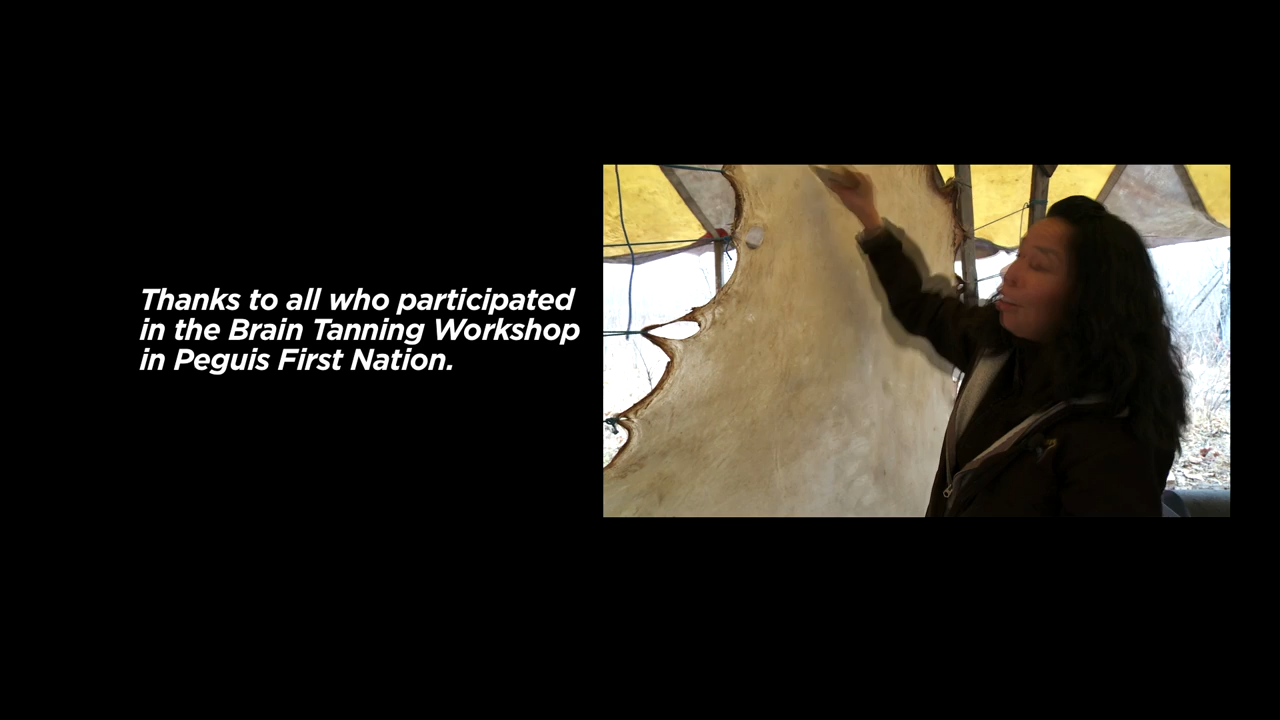 Thanks to all who participated
in the Brain Tanning Workshop
in Peguis First Nation.